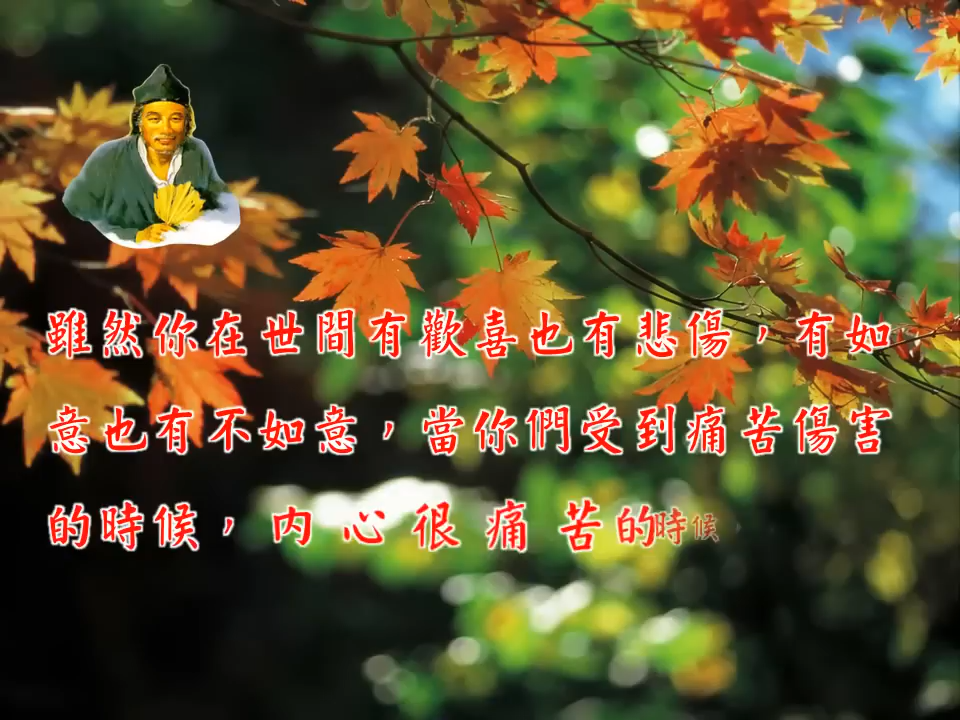 雖然你在世間有歡喜也有悲傷，有如
意也有不如意，當你們受到痛苦傷害
的時候，內心很痛苦的時候，